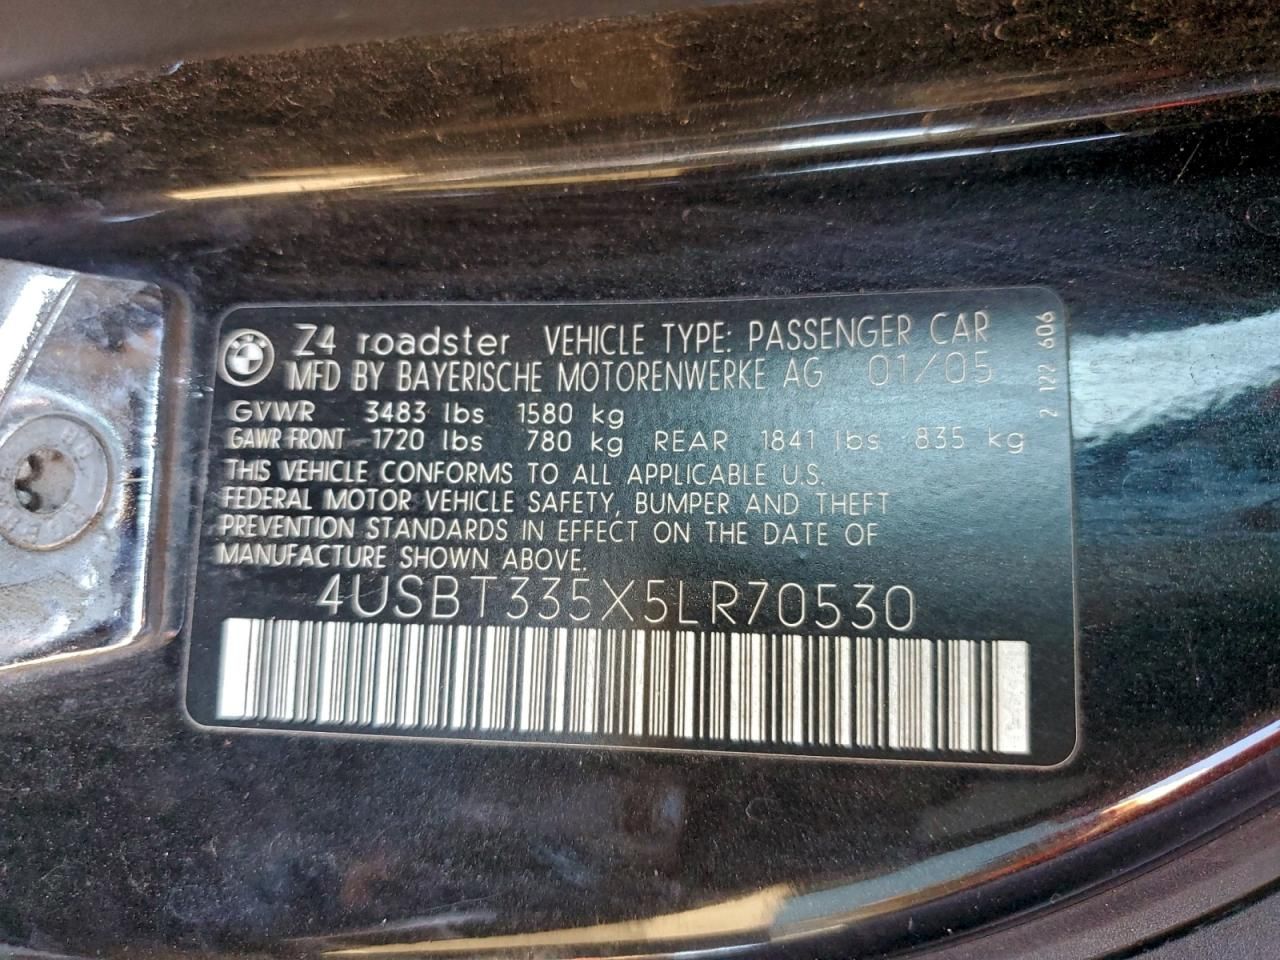 Z4 roadster VEHICLE TYPE: PASSENGER CAR
MFD BY BAYERISCHE MOTORENWERKE AG 01/05
GVWR 3483 lbs 1580 kg
GAWR FRONT 1720 lbs 780 kg REAR 1841 lbs 835 kg
THIS VEHICLE CONFORMS TO ALL APPLICABLE U.S.
FEDERAL MOTOR VEHICLE SAFETY, BUMPER AND THEFT
PREVENTION STANDARDS IN EFFECT ON THE DATE OF
MANUFACTURE SHOWN ABOVE.
4USBT335X5LR70530
2 122 606